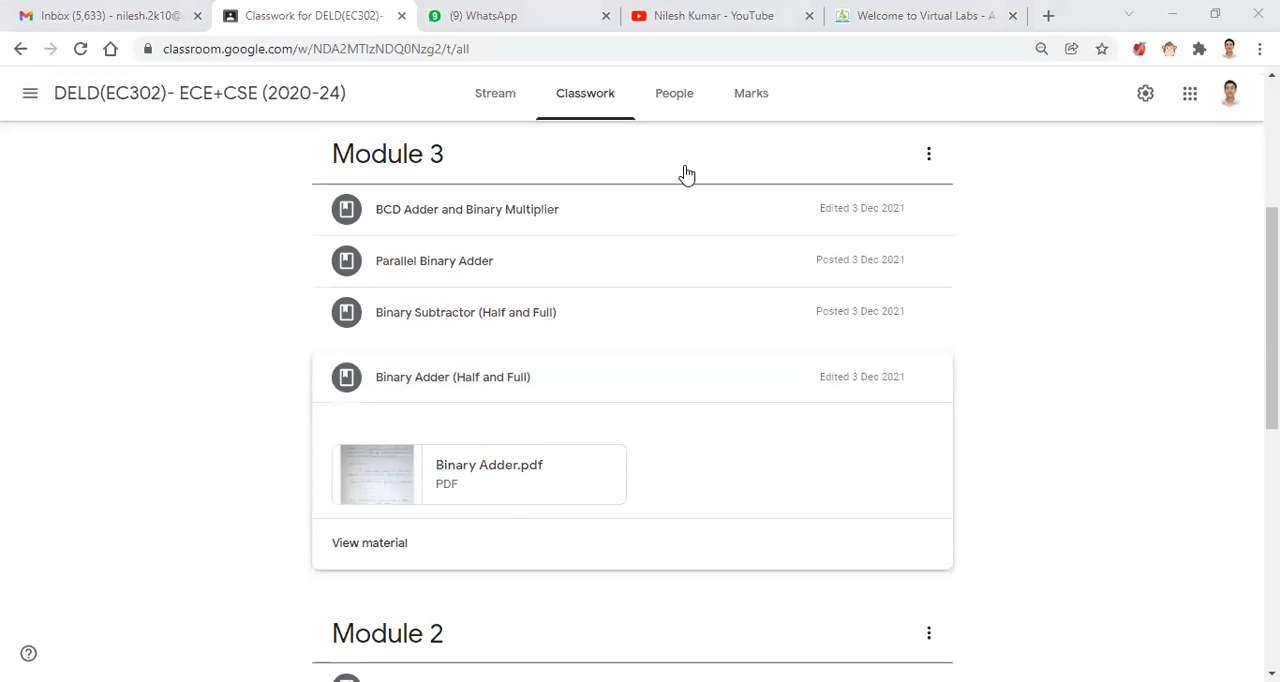 Inbox (5,633) - nilesh.2k10@
Classwork for DELD(EC302)-
9
(9) WhatsApp
Nilesh Kumar - YouTube
Welcome to Virtual Labs - A
classroom.google.com/w/NDA2MTIzNDQ0Nzg2/t/all
DELD(EC302)- ECE+CSE (2020-24)
Stream
Classwork
People
Marks
Module 3
BCD Adder and Binary Multiplier
Edited 3 Dec 2021
Parallel Binary Adder
Posted 3 Dec 2021
Binary Subtractor (Half and Full)
Posted 3 Dec 2021
Binary Adder (Half and Full)
Edited 3 Dec 2021
Binary Adder.pdf
PDF
View material
Module 2